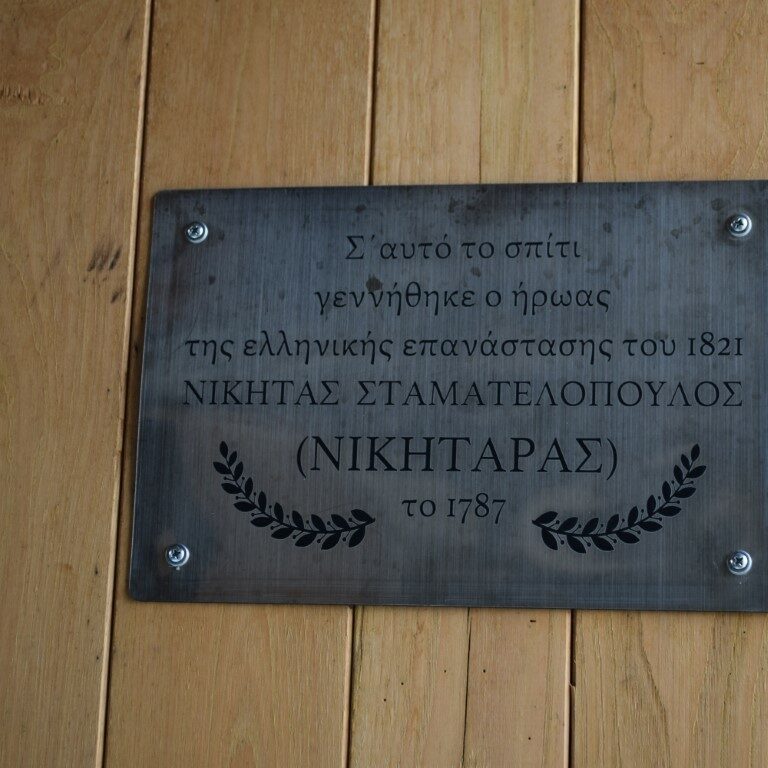 Σ΄αυτό το σπίτι
γεννήθηκε ο ήρωας
της ελληνικής επανάστασης του 1821
ΝΙΚΗΤΑΣ ΣΤΑΜΑΤΕΛΟΠΟΥΛΟΣ
(ΝΙΚΗΤΑΡΑΣ)
το 1787